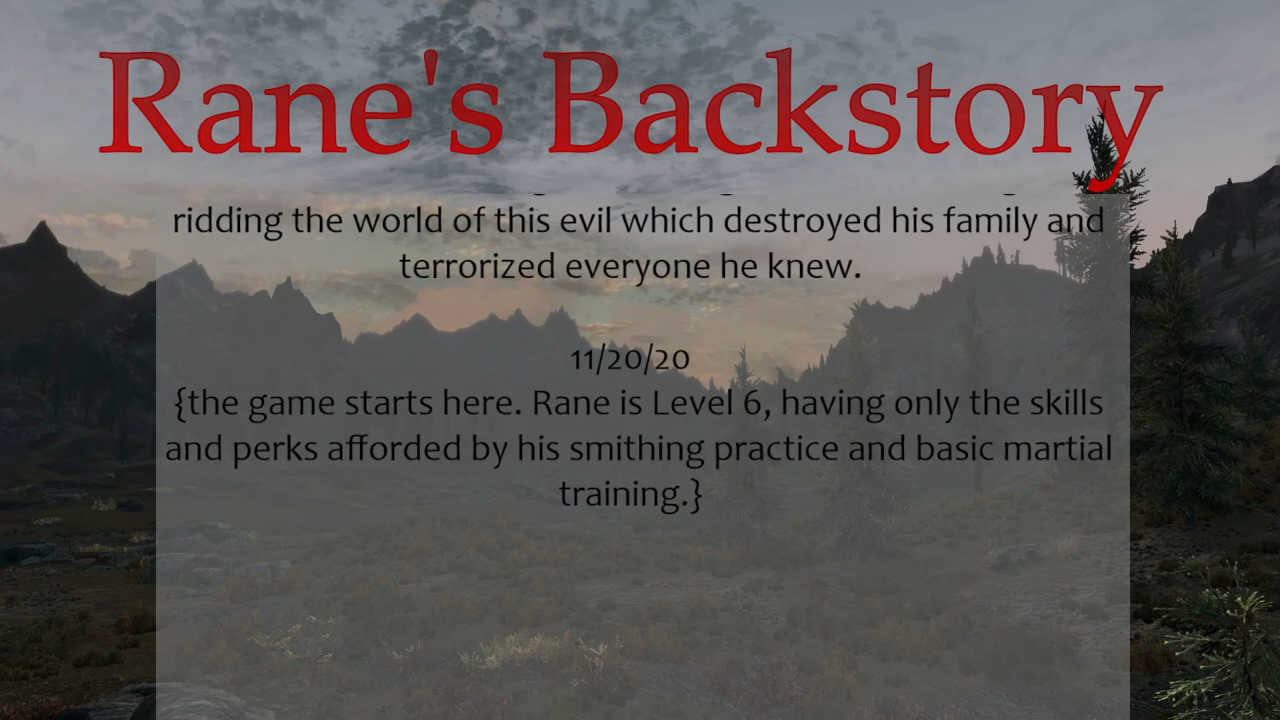 Rane's Backstory
ridding the world of this evil which destroyed his family and
terrorized everyone he knew.
11/20/20
{the game starts here. Rane is Level 6, having only the skills
and perks afforded by his smithing practice and basic martial
training.}